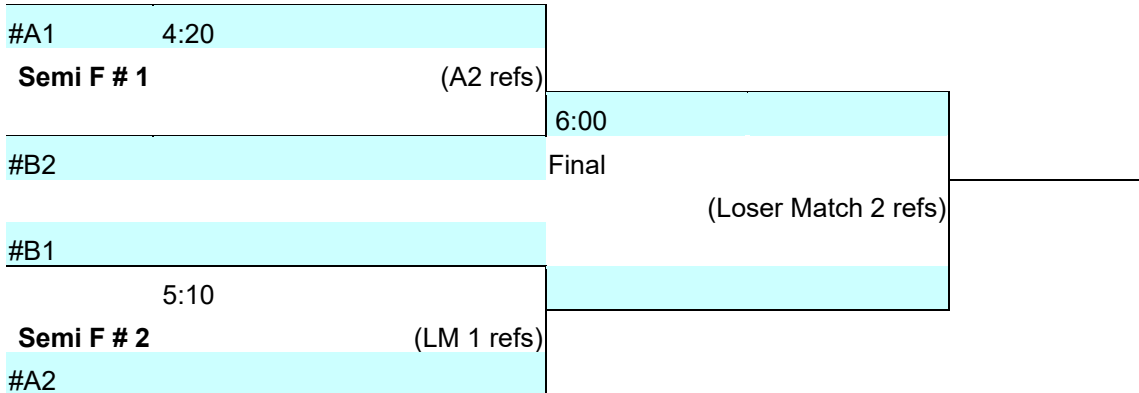 #A1 4:20
Semi F # 1 (A2 refs)
6:00
#B2 Final
(Loser Match 2 refs)
#B1
5:10
Semi F # 2 (LM 1 refs)
#A2